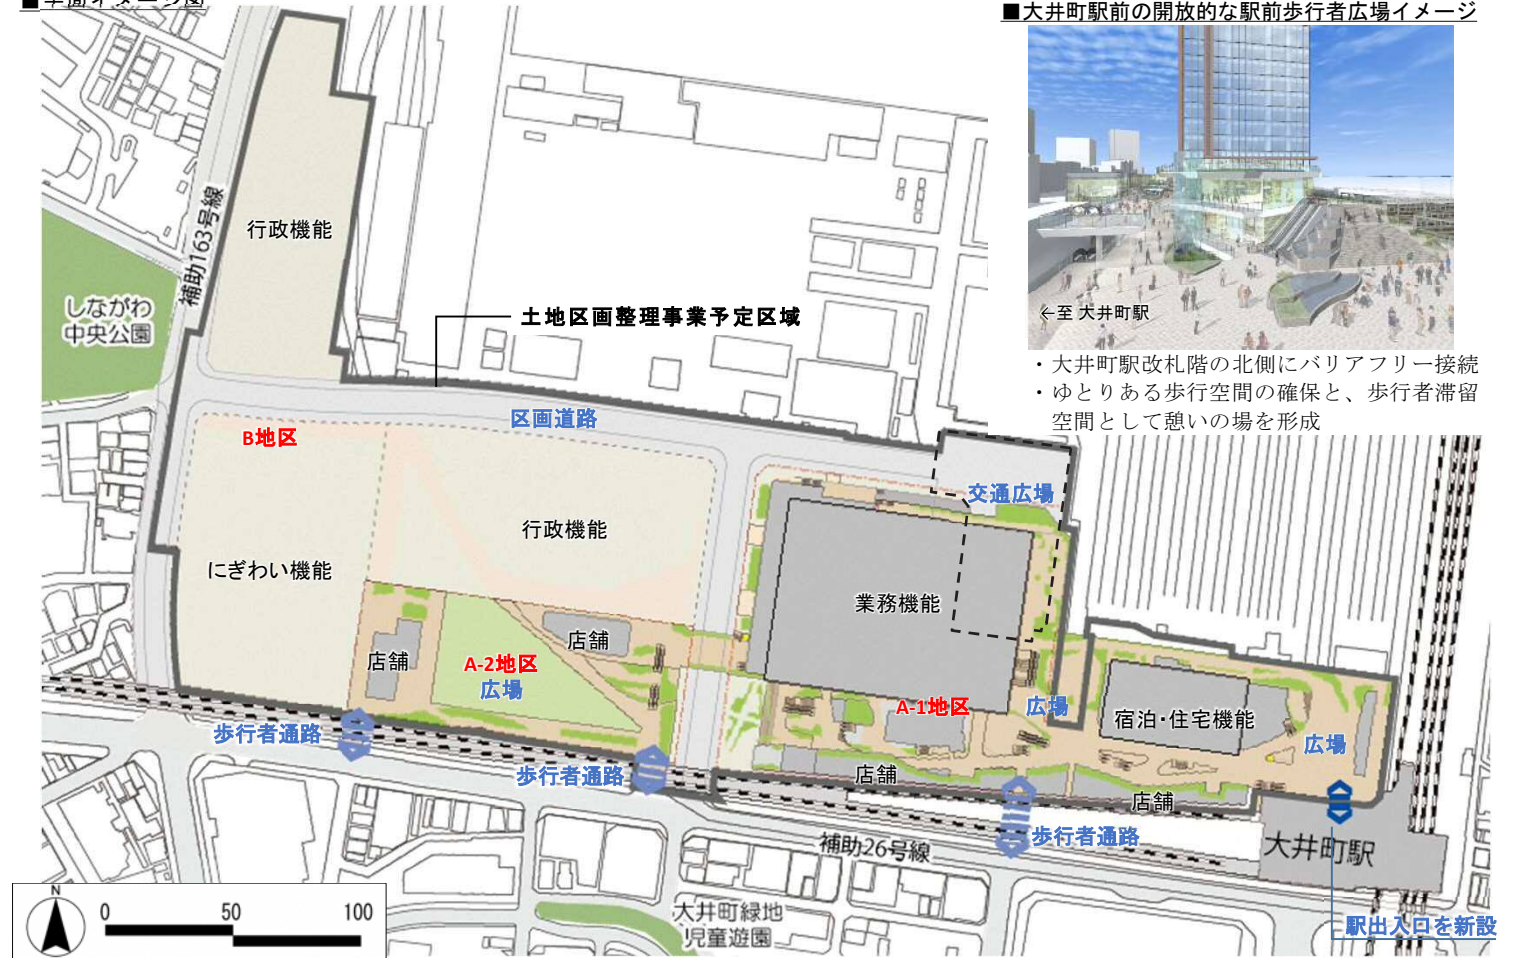 ■平面イメージ図
■大井町駅前の開放的な駅前歩行者広場イメージ
←至 大井町駅
・大井町駅改札階の北側にバリアフリー接続
・ゆとりある歩行空間の確保と、歩行者滞留
空間として憩いの場を形成
行政機能
補助163号線
しながわ
中央公園
土地区画整理事業予定区域
区画道路
B地区
交通広場
行政機能
にぎわい機能
業務機能
店舗
店舗
A-2地区
広場
A-1地区
広場
宿泊・住宅機能
広場
歩行者通路
歩行者通路
店舗
店舗
歩行者通路
補助26号線
大井町駅
大井町緑地
児童遊園
駅出入口を新設
N
0 50 100